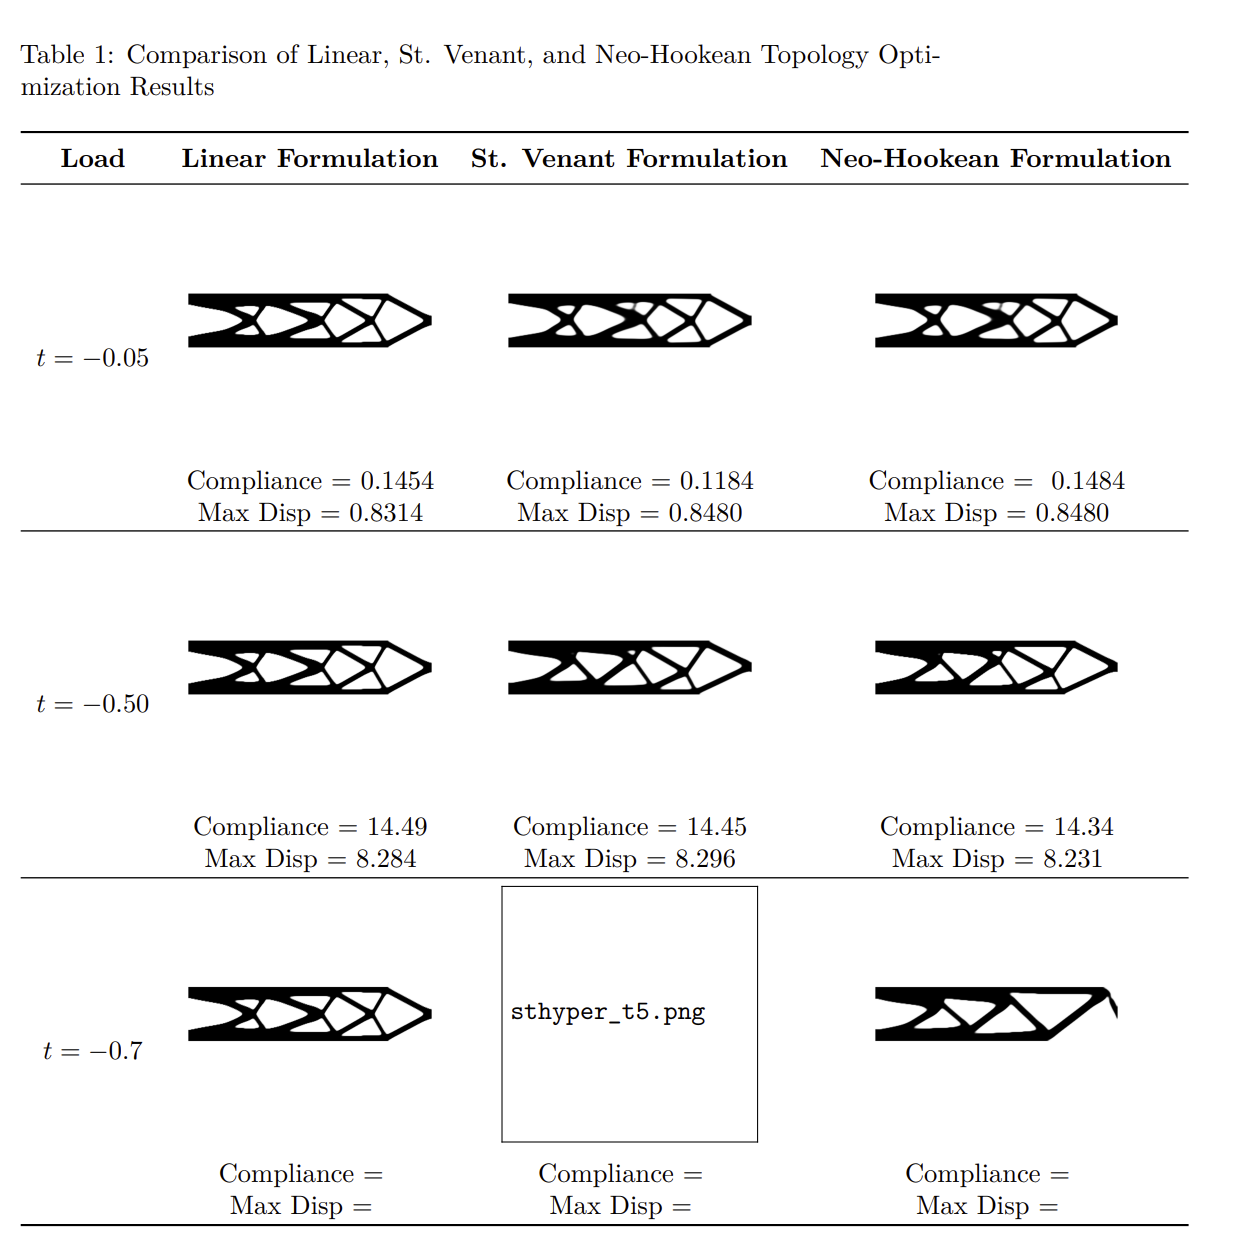 Table 1: Comparison of Linear, St. Venant, and Neo-Hookean Topology Opti-
mization Results
Load Linear Formulation St. Venant Formulation Neo-Hookean Formulation
t = −0.05
Compliance = 0.1454 Compliance = 0.1184 Compliance = 0.1484
Max Disp = 0.8314 Max Disp = 0.8480 Max Disp = 0.8480
t = −0.50
Compliance = 14.49 Compliance = 14.45 Compliance = 14.34
Max Disp = 8.284 Max Disp = 8.296 Max Disp = 8.231
sthyper_t5.png
t = −0.7
Compliance = Compliance = Compliance =
Max Disp = Max Disp = Max Disp =